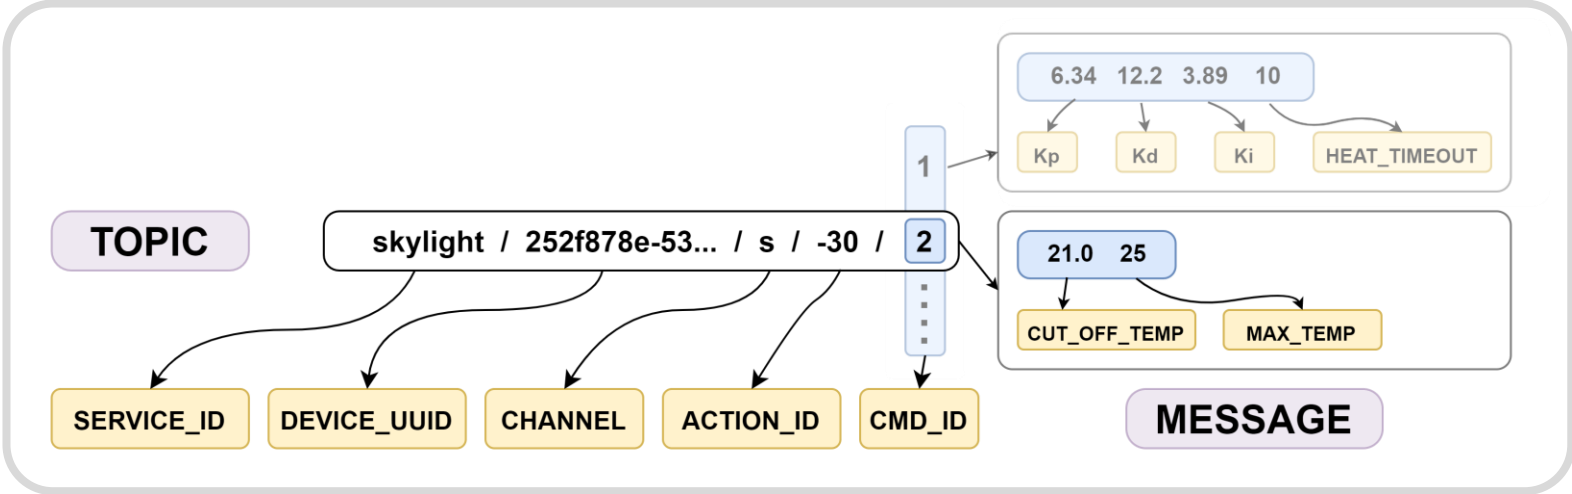 6.34 12.2 3.89 10
Kp Kd Ki HEAT_TIMEOUT
1
TOPIC
skylight / 252f878e-53... / s / -30 / 2
21.0 25
CUT_OFF_TEMP MAX_TEMP
SERVICE_ID DEVICE_UUID CHANNEL ACTION_ID CMD_ID
MESSAGE